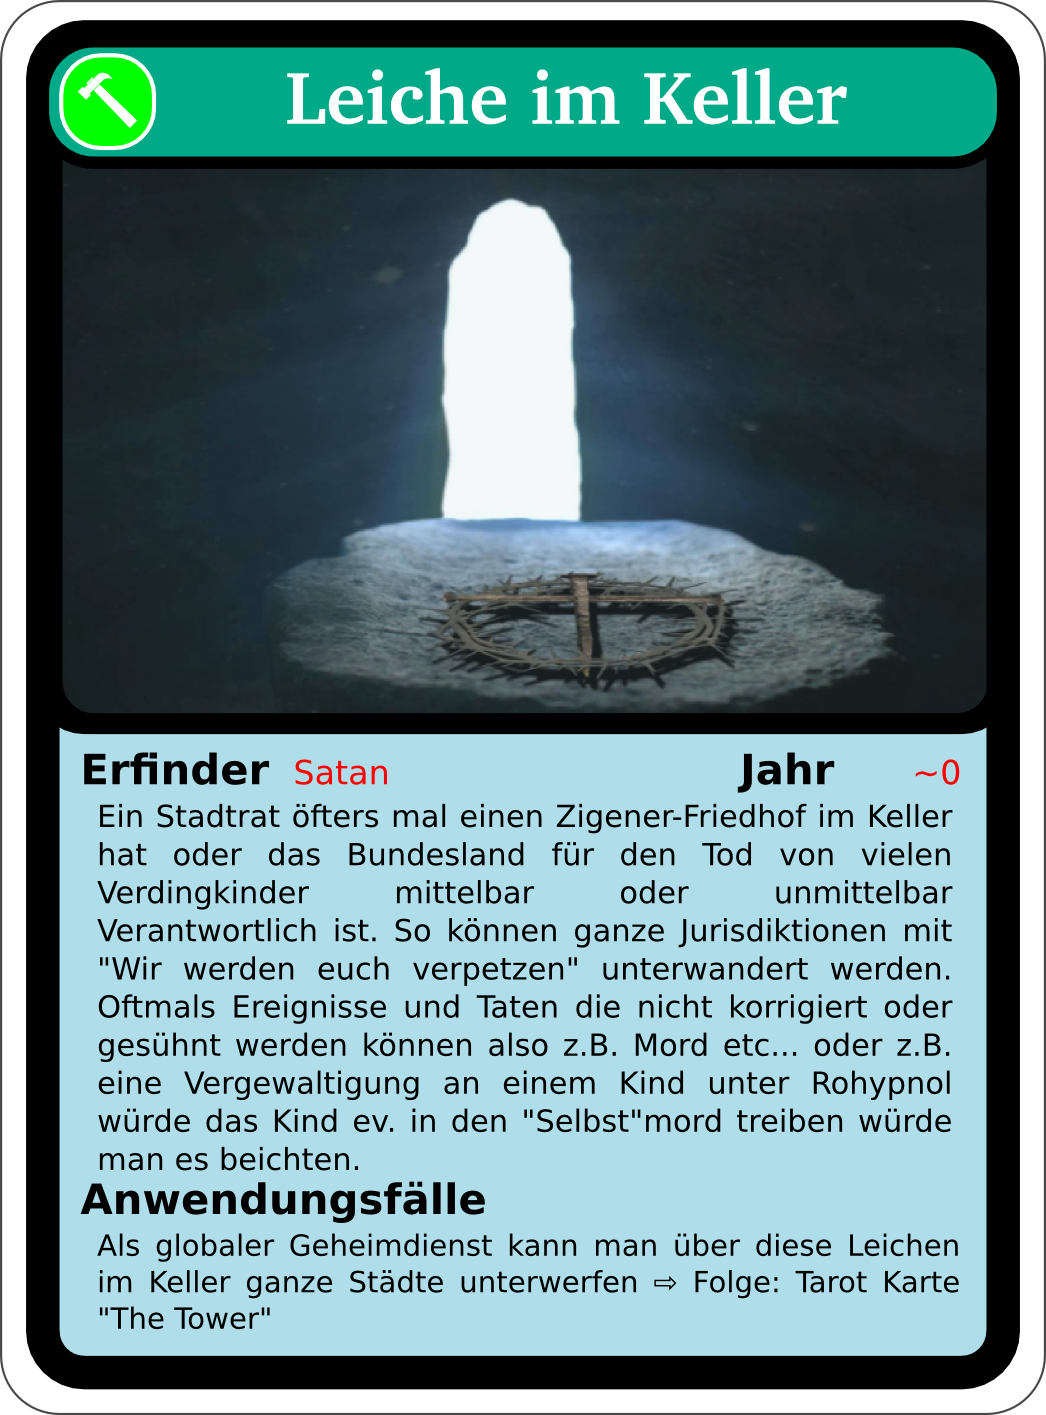 Leiche im Keller
Erfinder Satan Jahr ~0
Ein Stadtrat öfters mal einen Zigener-Friedhof im Keller
hat oder das Bundesland für den Tod von vielen
Verdingkinder mittelbar oder unmittelbar
Verantwortlich ist. So können ganze Jurisdiktionen mit
"Wir werden euch verpetzen" unterwandert werden.
Oftmals Ereignisse und Taten die nicht korrigiert oder
gesühnt werden können also z.B. Mord etc... oder z.B.
eine Vergewaltigung an einem Kind unter Rohypnol
würde das Kind ev. in den "Selbst"mord treiben würde
man es beichten.
Anwendungsfälle
Als globaler Geheimdienst kann man über diese Leichen
im Keller ganze Städte unterwerfen ⇨ Folge: Tarot Karte
"The Tower"